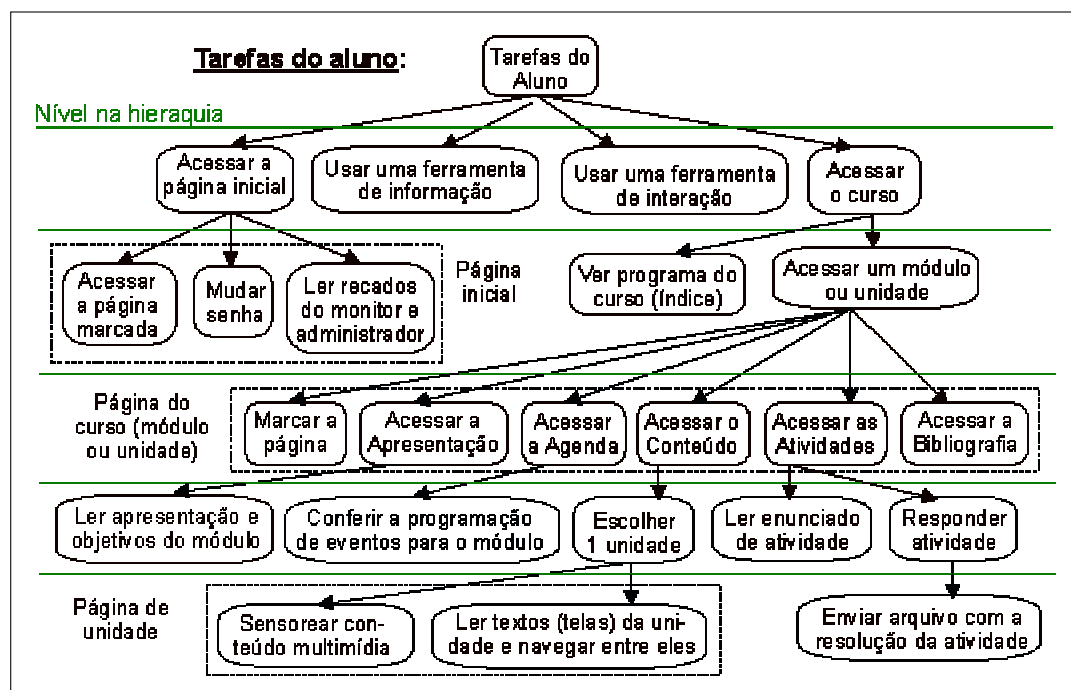 Tarefas do aluno:
Tarefas do
Aluno
Nível na hieraquia
Acessar a
página inicial
Usar uma ferramenta
de informação
Usar uma ferramenta
de interação
Acessar
o curso
Acessar
a página
marcada
Mudar
senha
Ler recados
do monitor e
administrador
Página
inicial
Ver programa do
curso (índice)
Acessar um módulo
ou unidade
Página do
curso (módulo
ou unidade)
Marcar a
página
Acessar a
Apresentação
Acessar
a Agenda
Acessar o
Conteúdo
Acessar as
Atividades
Acessar a
Bibliografia
Ler apresentação e
objetivos do módulo
Conferir a programação
de eventos para o módulo
Escolher
1 unidade
Ler enunciado
de atividade
Responder
atividade
Página de
unidade
Sensorear con-
teúdo multimídia
Ler textos (telas) da uni-
dade e navegar entre eles
Enviar arquivo com a
resolução da atividade